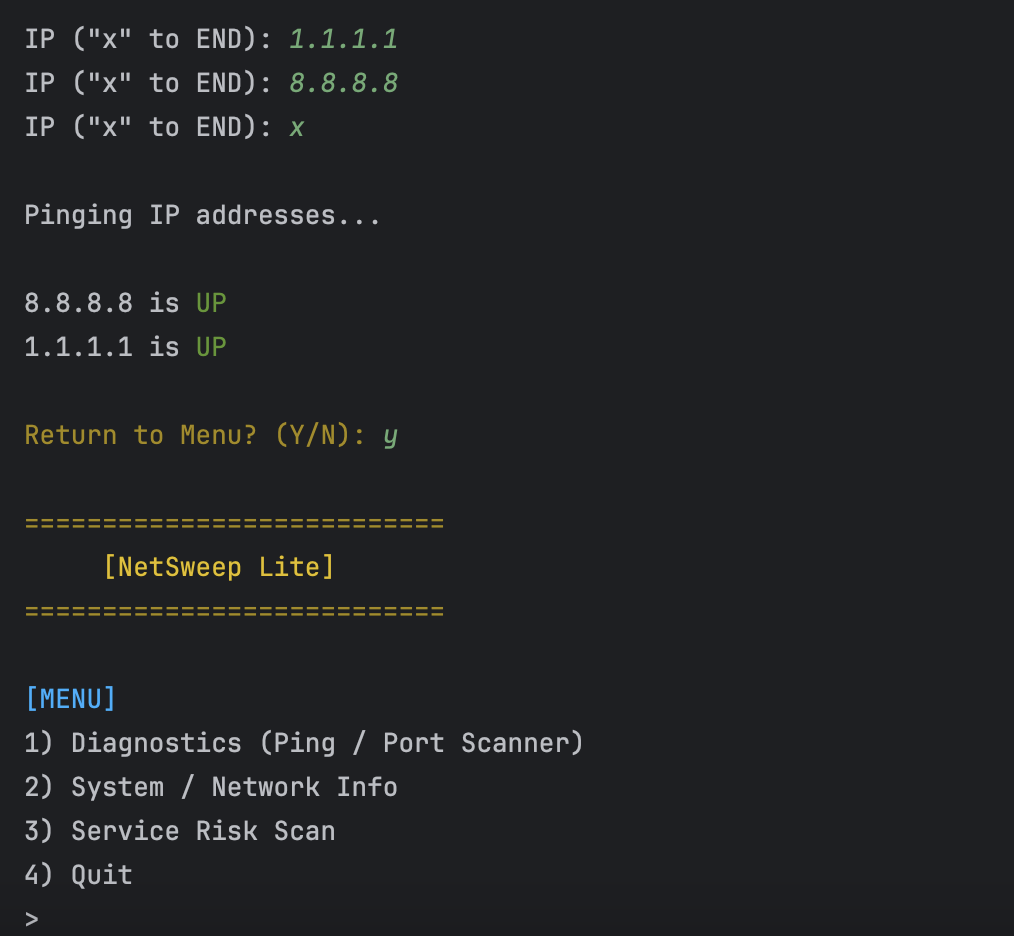 IP ("x" to END): 1.1.1.1
IP ("x" to END): 8.8.8.8
IP ("x" to END): x
Pinging IP addresses...
8.8.8.8 is UP
1.1.1.1 is UP
Return to Menu? (Y/N): y
===========================
[NetSweep Lite]
===========================
[MENU]
1) Diagnostics (Ping / Port Scanner)
2) System / Network Info
3) Service Risk Scan
4) Quit
>